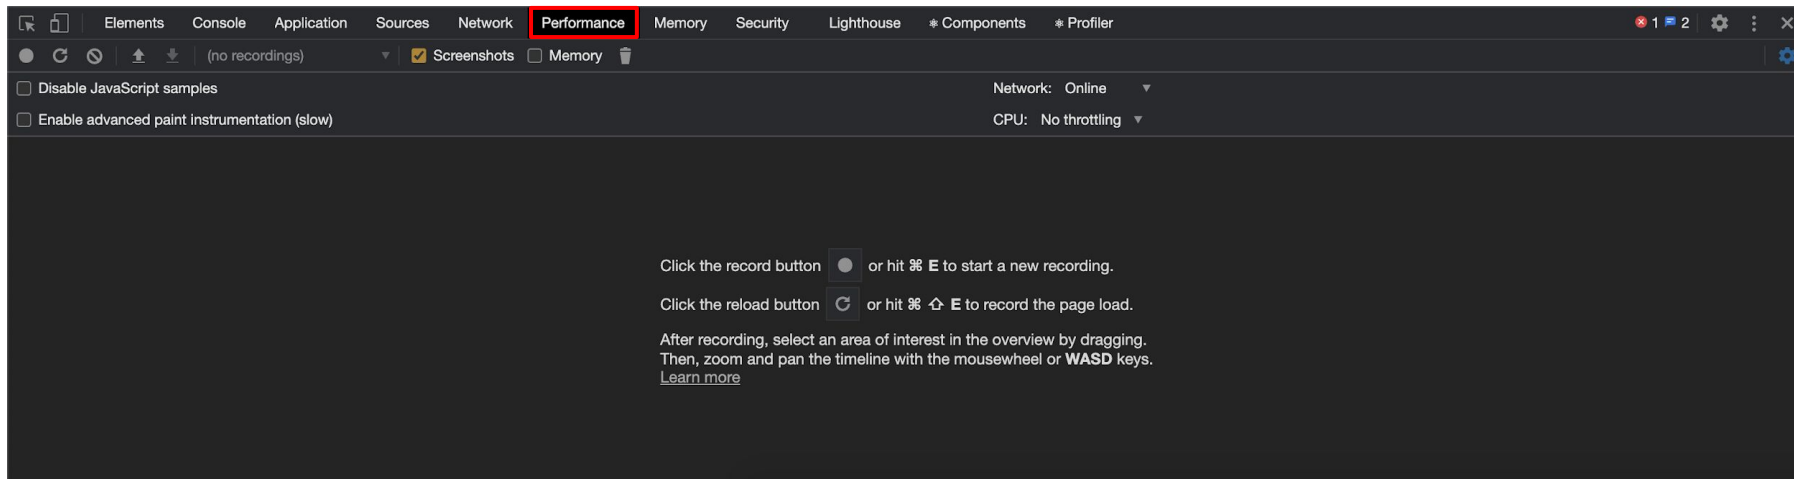 Elements Console Application Sources Network Performance Memory Security Lighthouse ⚛ Components ⚛ Profiler 1 2
(no recordings) Screenshots Memory
Disable JavaScript samples Network: Online
Enable advanced paint instrumentation (slow) CPU: No throttling
Click the record button or hit ⌘ E to start a new recording.
Click the reload button or hit ⌘ ⇧ E to record the page load.
After recording, select an area of interest in the overview by dragging.
Then, zoom and pan the timeline with the mousewheel or WASD keys.
Learn more